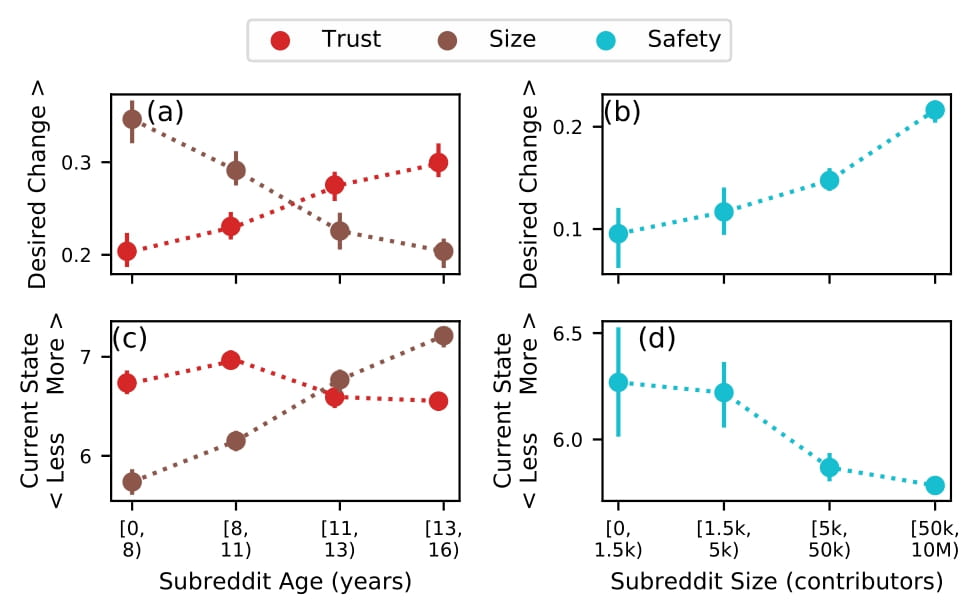 Trust Size Safety
(a)
Desired Change >
0.3
0.2
(b)
Desired Change >
0.2
0.1
(c)
Current State
< Less More >
7
6
[0, 8)
[8, 11)
[11, 13)
[13, 16)
Subreddit Age (years)
(d)
Current State
< Less More >
6.5
6.0
[0, 1.5k)
[1.5k, 5k)
[5k, 50k)
[50k, 10M)
Subreddit Size (contributors)